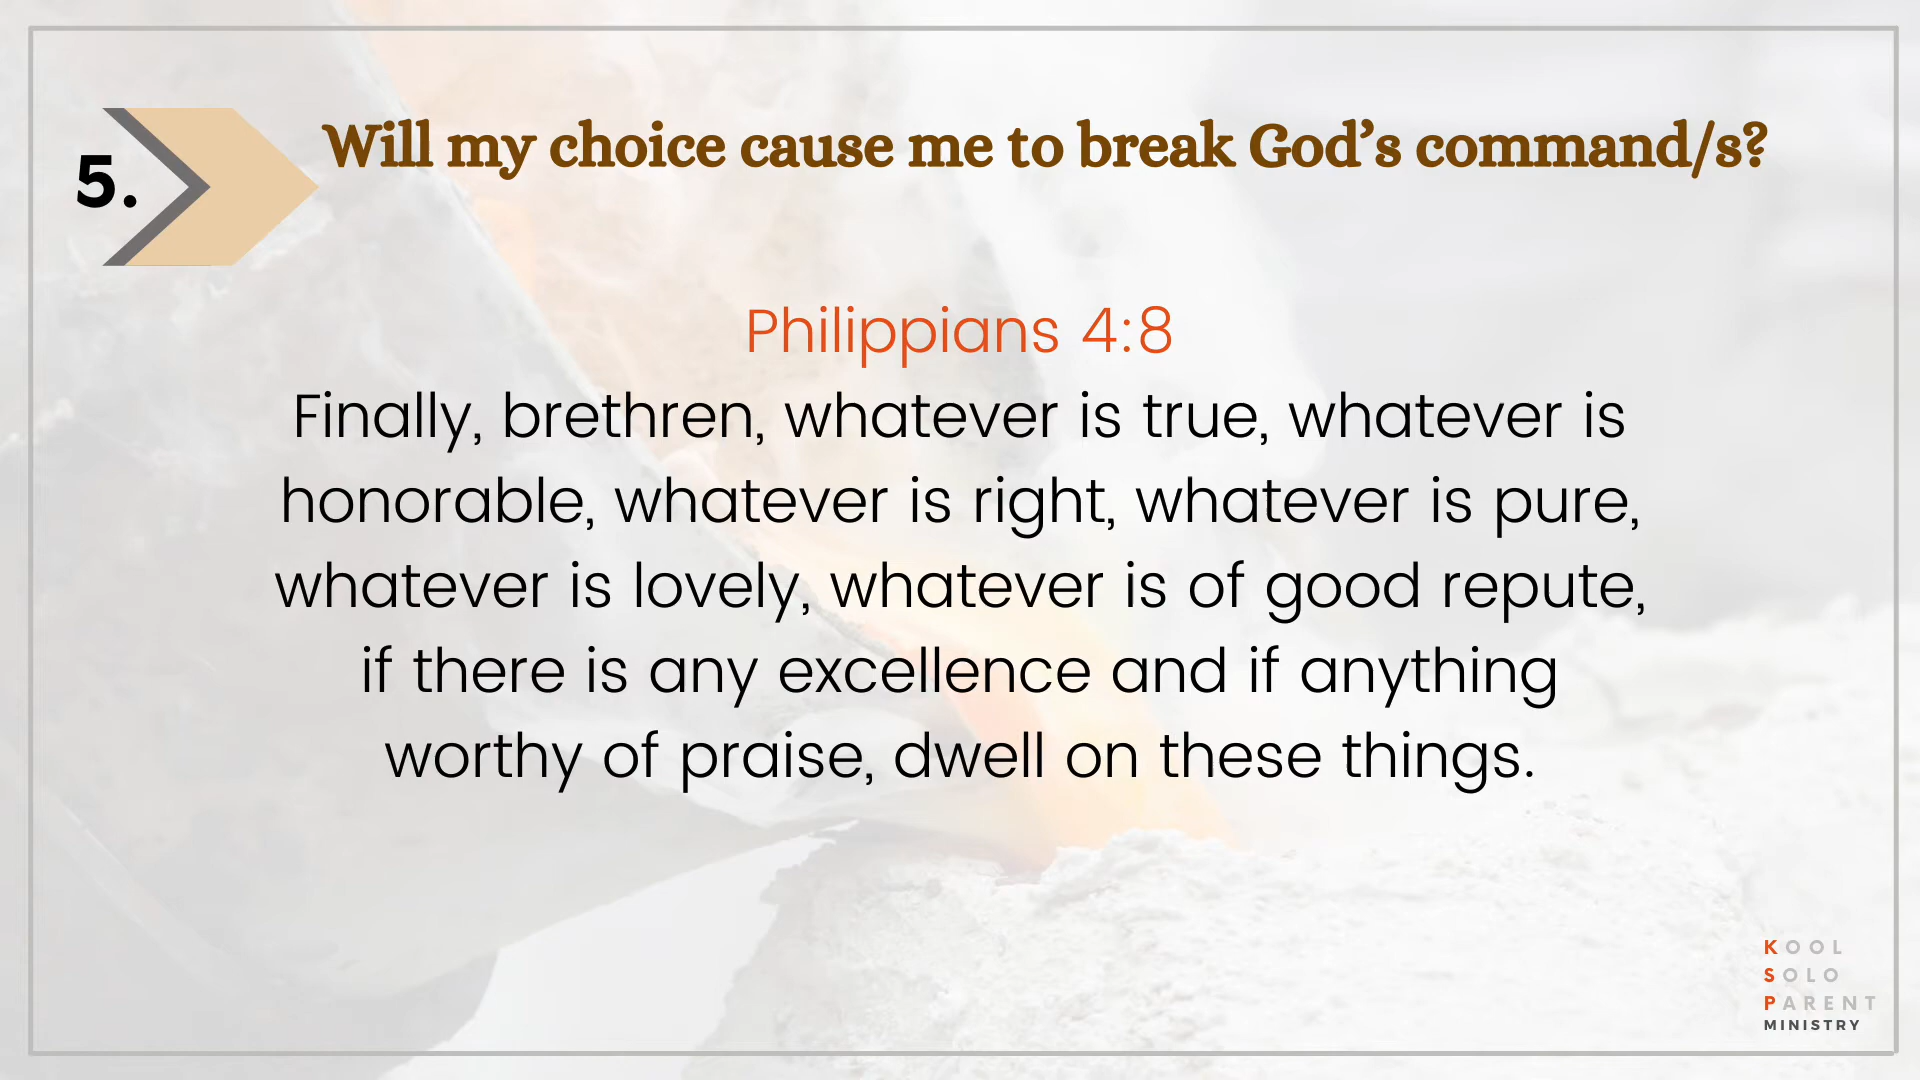 5.
Will my choice cause me to break God’s command/s?
Philippians 4:8
Finally, brethren, whatever is true, whatever is
honorable, whatever is right, whatever is pure,
whatever is lovely, whatever is of good repute,
if there is any excellence and if anything
worthy of praise, dwell on these things.
KOOL
SOLO
PARENT
MINISTRY